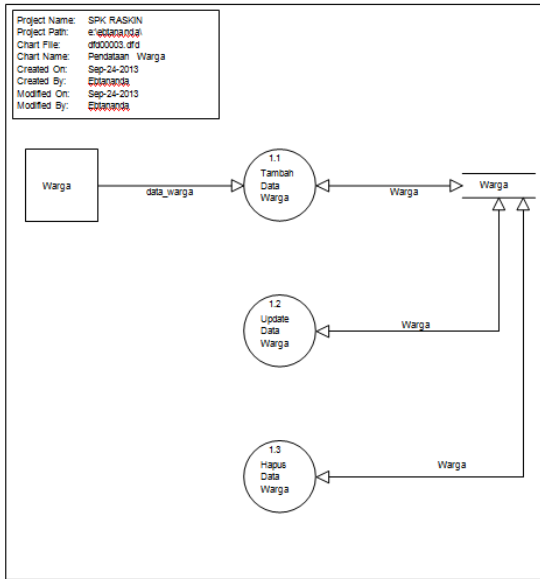 Project Name: SPK RASKIN
Project Path: e:\ebtananda\
Chart File: dfd00003.dfd
Chart Name: Pendataan Warga
Created On: Sep-24-2013
Created By: Ebtananda
Modified On: Sep-24-2013
Modified By: Ebtananda
Warga
data_warga
1.1
Tambah
Data
Warga
Warga
Warga
1.2
Update
Data
Warga
Warga
1.3
Hapus
Data
Warga
Warga